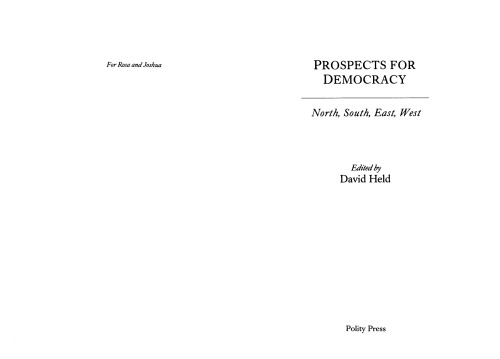 For Rosa and Joshua
PROSPECTS FOR
DEMOCRACY
North, South, East, West
Edited by
David Held
Polity Press